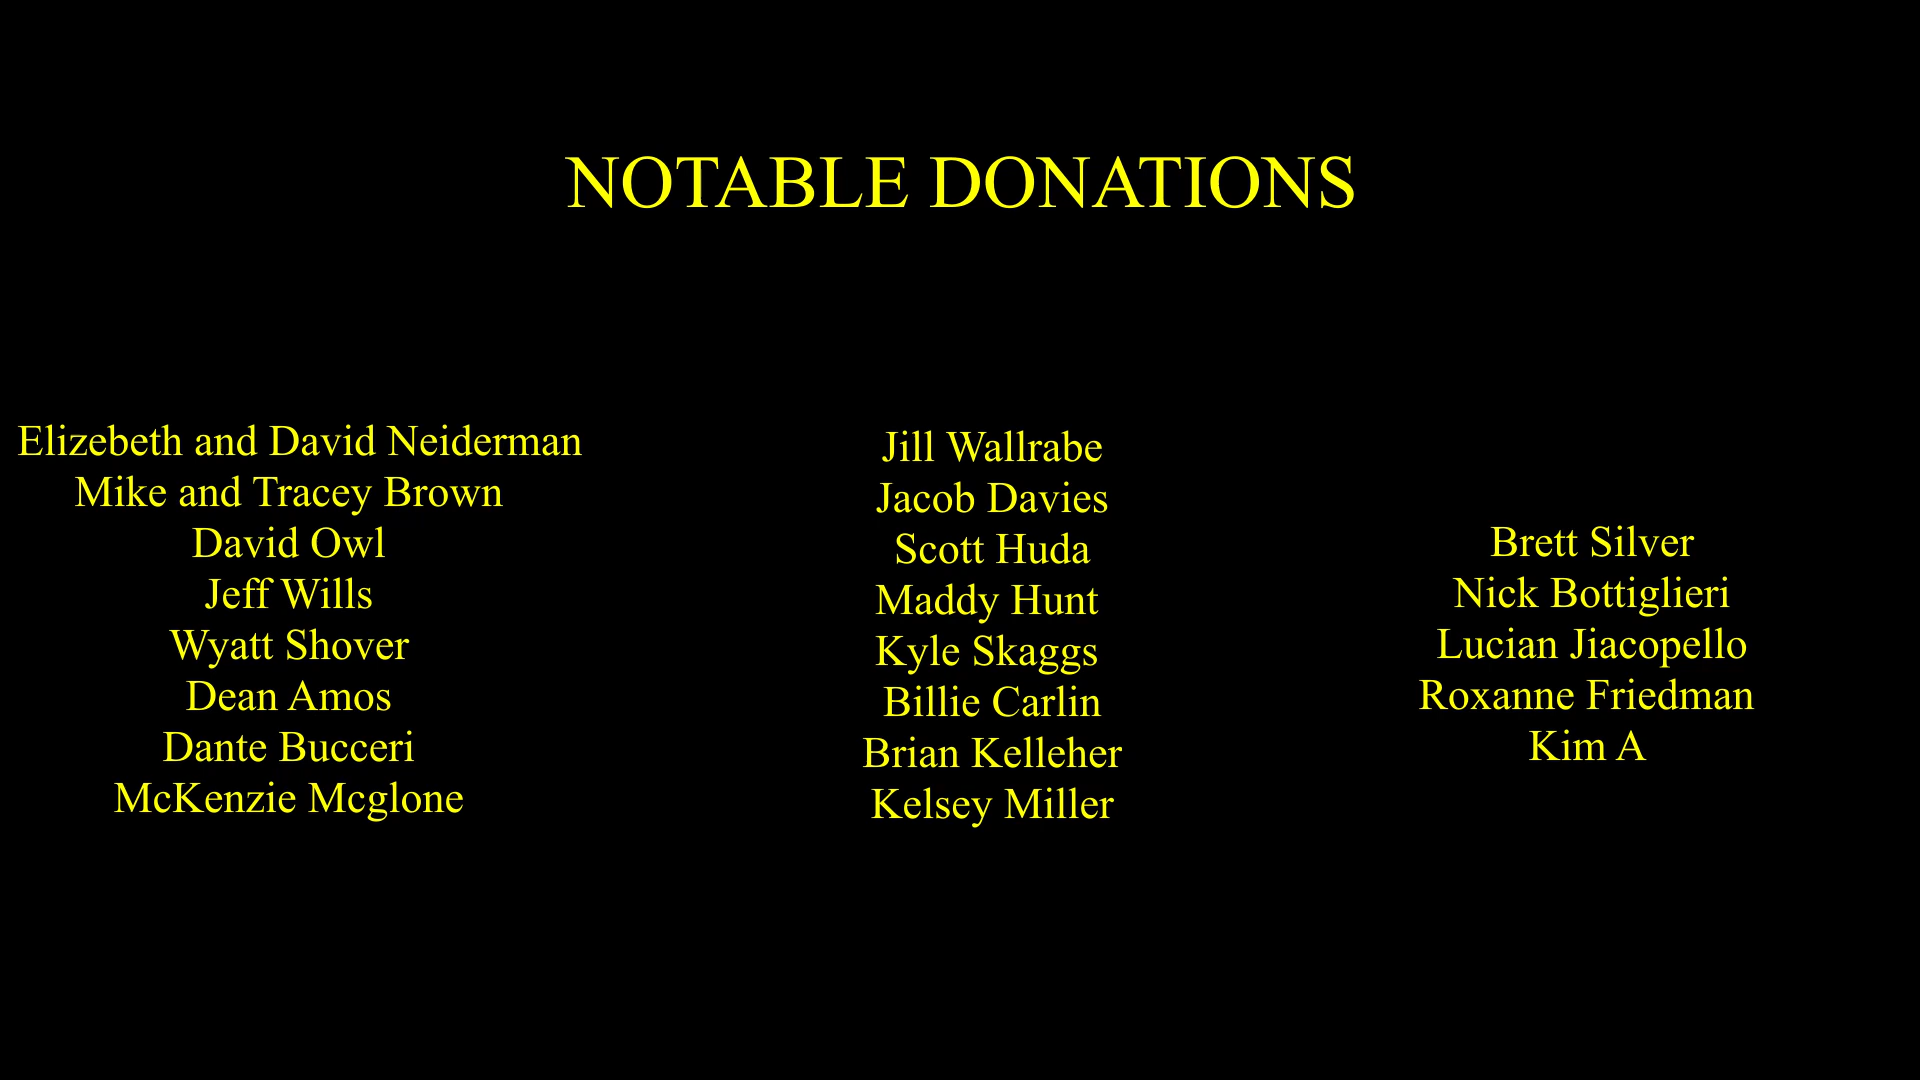 NOTABLE DONATIONS
Elizebeth and David Neiderman
Mike and Tracey Brown
David Owl
Jeff Wills
Wyatt Shover
Dean Amos
Dante Bucceri
McKenzie Mcglone
Jill Wallrabe
Jacob Davies
Scott Huda
Maddy Hunt
Kyle Skaggs
Billie Carlin
Brian Kelleher
Kelsey Miller
Brett Silver
Nick Bottiglieri
Lucian Jiacopello
Roxanne Friedman
Kim A